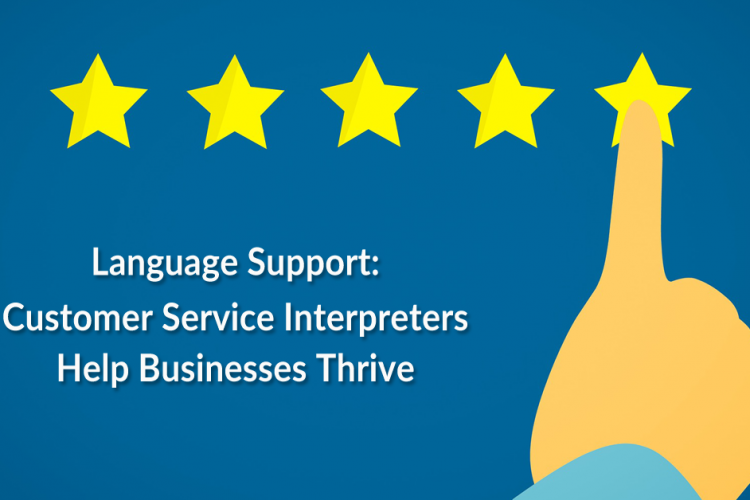 Language Support:
Customer Service Interpreters
Help Businesses Thrive